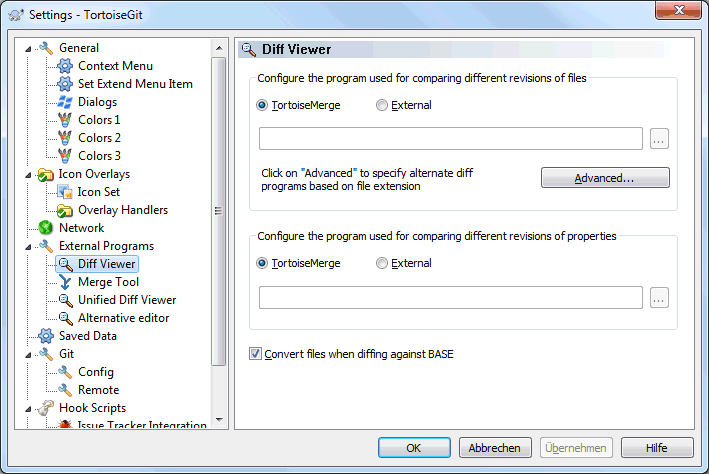 Settings - TortoiseGit
General
Context Menu
Set Extend Menu Item
Dialogs
Colors 1
Colors 2
Colors 3
Icon Overlays
Icon Set
Overlay Handlers
Network
External Programs
Diff Viewer
Merge Tool
Unified Diff Viewer
Alternative editor
Saved Data
Git
Config
Remote
Hook Scripts
Issue Tracker Integration
Diff Viewer
Configure the program used for comparing different revisions of files
TortoiseMerge
External
...
Click on "Advanced" to specify alternate diff
programs based on file extension
Advanced...
Configure the program used for comparing different revisions of properties
TortoiseMerge
External
...
Convert files when diffing against BASE
OK
Abbrechen
Übernehmen
Hilfe